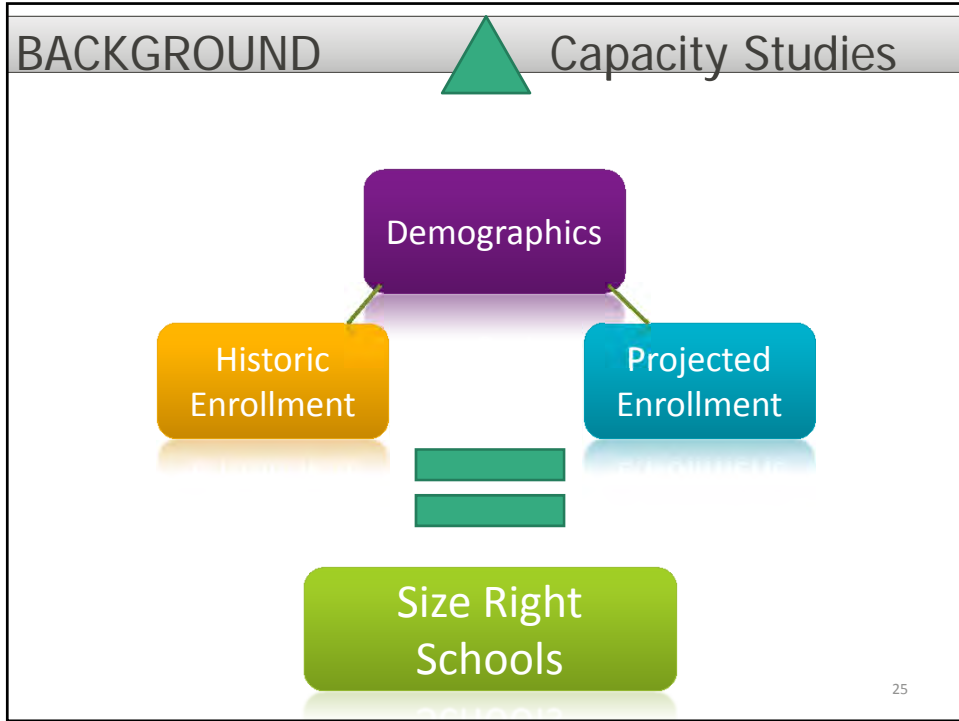 BACKGROUND Capacity Studies
Demographics
Historic
Enrollment
Projected
Enrollment
Size Right
Schools
25